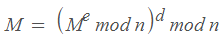 M = (M^e mod n)^d mod n